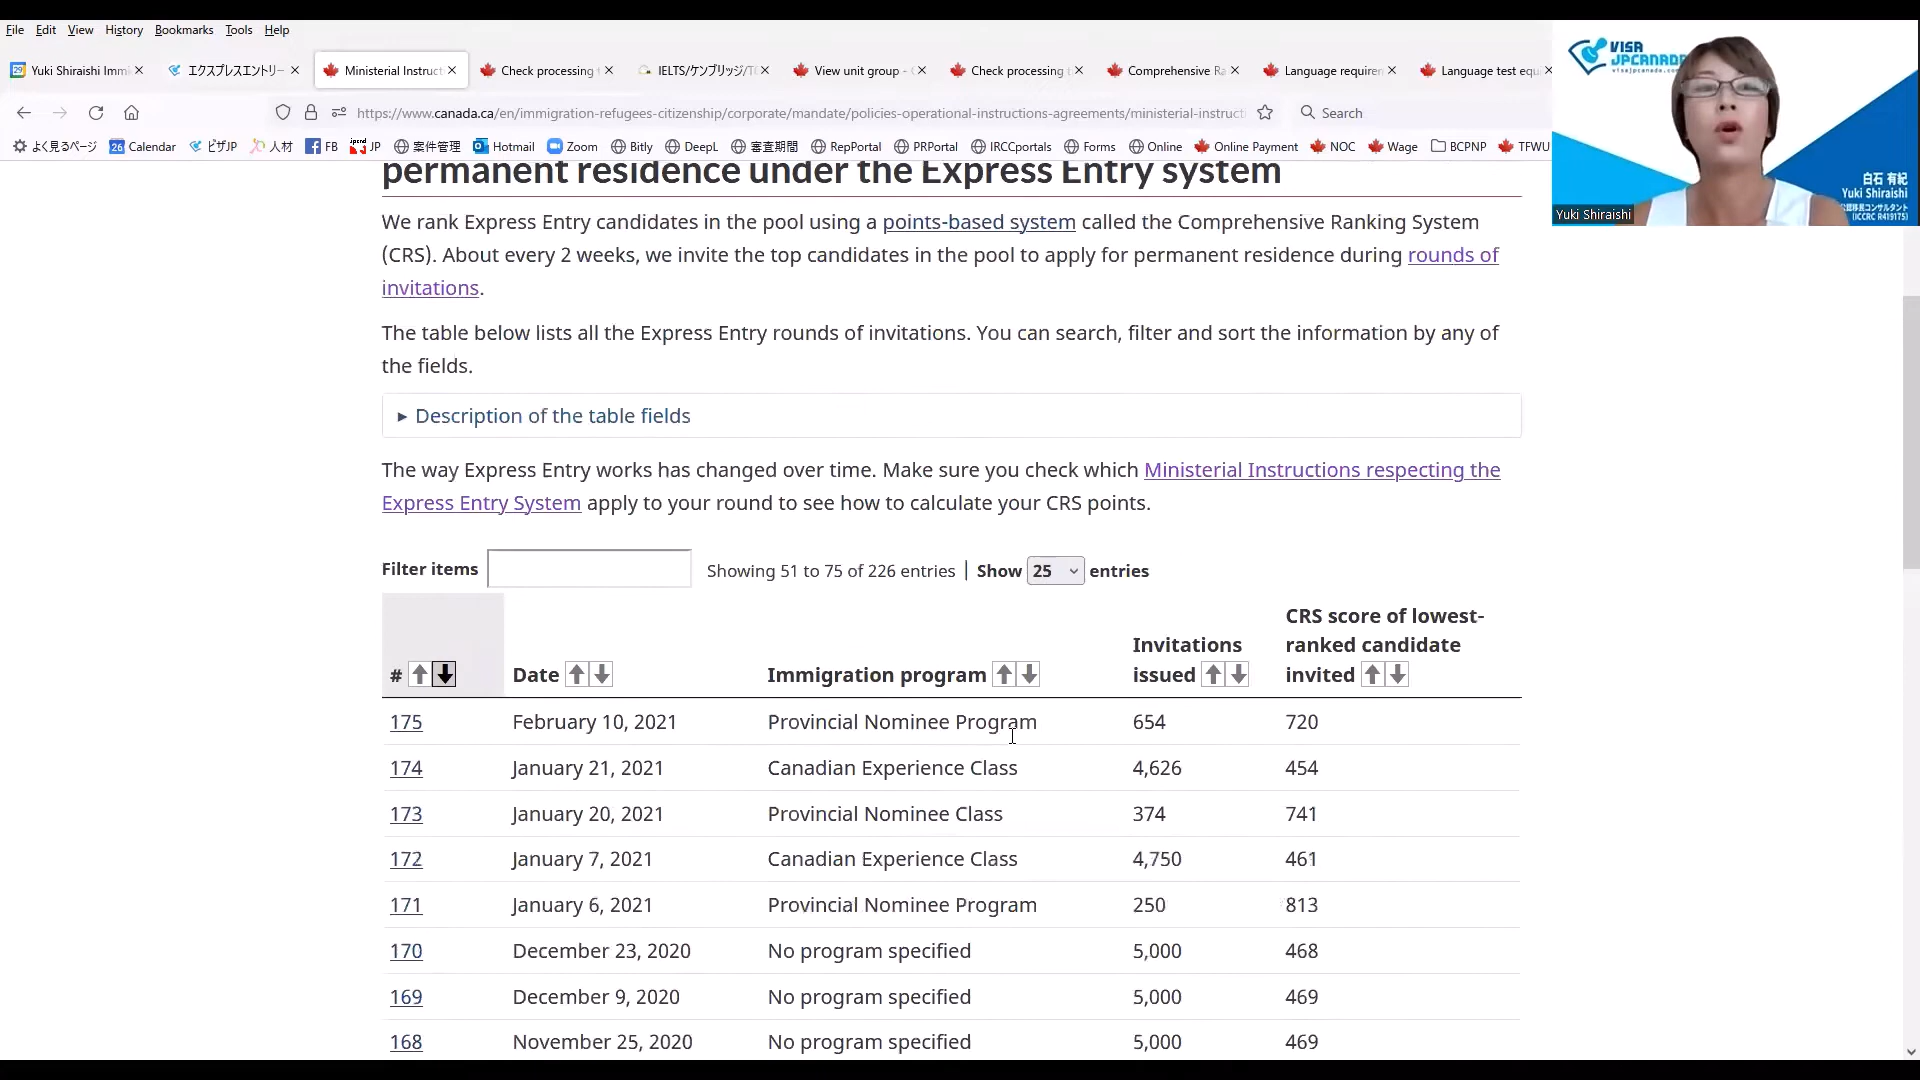 File Edit View History Bookmarks Tools Help
Yuki Shiraishi Immi
エクスプレスエントリー
Ministerial Instruct
Check processing t
IELTS/ケンブリッジ/T
View unit group - C
Check processing t
Comprehensive Ra
Language requiren
Language test equ
https://www.canada.ca/en/immigration-refugees-citizenship/corporate/mandate/policies-operational-instructions-agreements/ministerial-instruct
Search
よく見るページ 26 Calendar ビザJP 人材 FB JP 案件管理 Hotmail Zoom Bitly DeepL 審査期間 RepPortal PRPortal IRCCportals Forms Online Online Payment NOC Wage BCPNP TFWU
VISA
JPCANADA
白石 有紀
Yuki Shiraishi
(ICCRC R419175)
Yuki Shiraishi
permanent residence under the Express Entry system
We rank Express Entry candidates in the pool using a points-based system called the Comprehensive Ranking System
(CRS). About every 2 weeks, we invite the top candidates in the pool to apply for permanent residence during rounds of
invitations.
The table below lists all the Express Entry rounds of invitations. You can search, filter and sort the information by any of
the fields.
Description of the table fields
The way Express Entry works has changed over time. Make sure you check which Ministerial Instructions respecting the
Express Entry System apply to your round to see how to calculate your CRS points.
Filter items Showing 51 to 75 of 226 entries | Show 25 entries
# Date Immigration program Invitations issued CRS score of lowest-ranked candidate invited
175 February 10, 2021 Provincial Nominee Program 654 720
174 January 21, 2021 Canadian Experience Class 4,626 454
173 January 20, 2021 Provincial Nominee Class 374 741
172 January 7, 2021 Canadian Experience Class 4,750 461
171 January 6, 2021 Provincial Nominee Program 250 813
170 December 23, 2020 No program specified 5,000 468
169 December 9, 2020 No program specified 5,000 469
168 November 25, 2020 No program specified 5,000 469